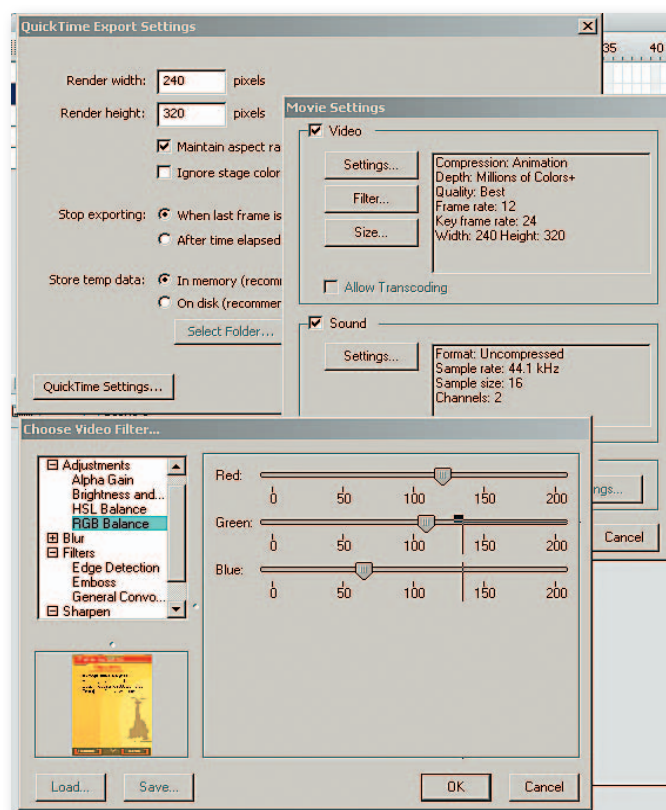 QuickTime Export Settings
35 40
Render width: 240 pixels
Render height: 320 pixels
Maintain aspect ra
Ignore stage color
Stop exporting: When last frame is
After time elapsed
Store temp data: In memory (recomm
On disk (recommer
Select Folder...
QuickTime Settings...
Movie Settings
Video
Settings...
Filter...
Size...
Compression: Animation
Depth: Millions of Colors+
Quality: Best
Frame rate: 12
Key frame rate: 24
Width: 240 Height: 320
Allow Transcoding
Sound
Settings...
Format: Uncompressed
Sample rate: 44.1 kHz
Sample size: 16
Channels: 2
ngs...
Cancel
Choose Video Filter...
Adjustments
Alpha Gain
Brightness and...
HSL Balance
RGB Balance
Blur
Filters
Edge Detection
Emboss
General Convo...
Sharpen
Red:
0 50 100 150 200
Green:
0 50 100 150 200
Blue:
0 50 100 150 200
Load... Save... OK Cancel